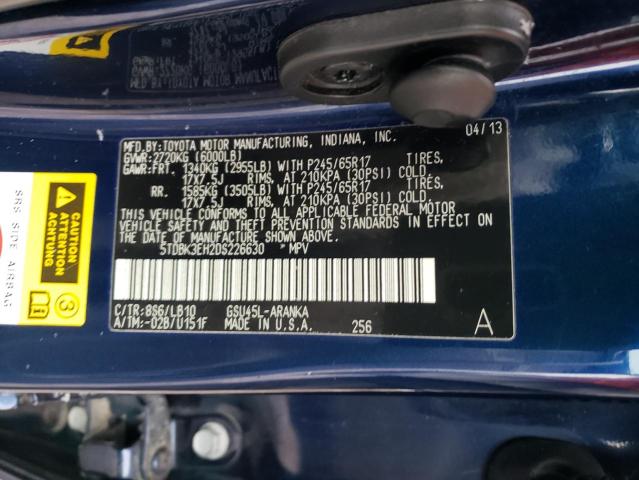 MFD.BY:TOYOTA MOTOR MANUFACTURING, INDIANA, INC. 04/13
GVWR:2720KG (6000LB)
GAWR:FRT. 1340KG (2955LB) WITH P245/65R17 TIRES,
17X7.5J RIMS, AT 210KPA (30PSI) COLD.
RR. 1585KG (3505LB) WITH P245/65R17 TIRES,
17X7.5J RIMS, AT 210KPA (30PSI) COLD.
THIS VEHICLE CONFORMS TO ALL APPLICABLE FEDERAL MOTOR
VEHICLE SAFETY AND THEFT PREVENTION STANDARDS IN EFFECT ON
THE DATE OF MANUFACTURE SHOWN ABOVE.
5TDBK3EH2DS226630 MPV
C/TR:8S6/LB10 GSU45L-ARANKA
A/TM:-02B/U151F MADE IN U.S.A. 256 A
SRS SIDE AIRBAG
ACHTUNG
3